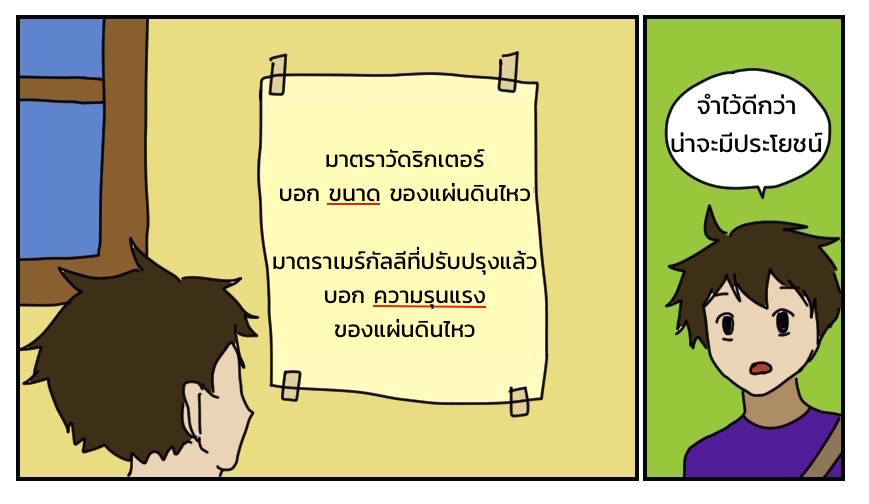 มาตราวัดริกเตอร์
บอก ขนาด ของแผ่นดินไหว
มาตราเมร์กัลลีที่ปรับปรุงแล้ว
บอก ความรุนแรง
ของแผ่นดินไหว
จำไว้ดีกว่า
น่าจะมีประโยชน์